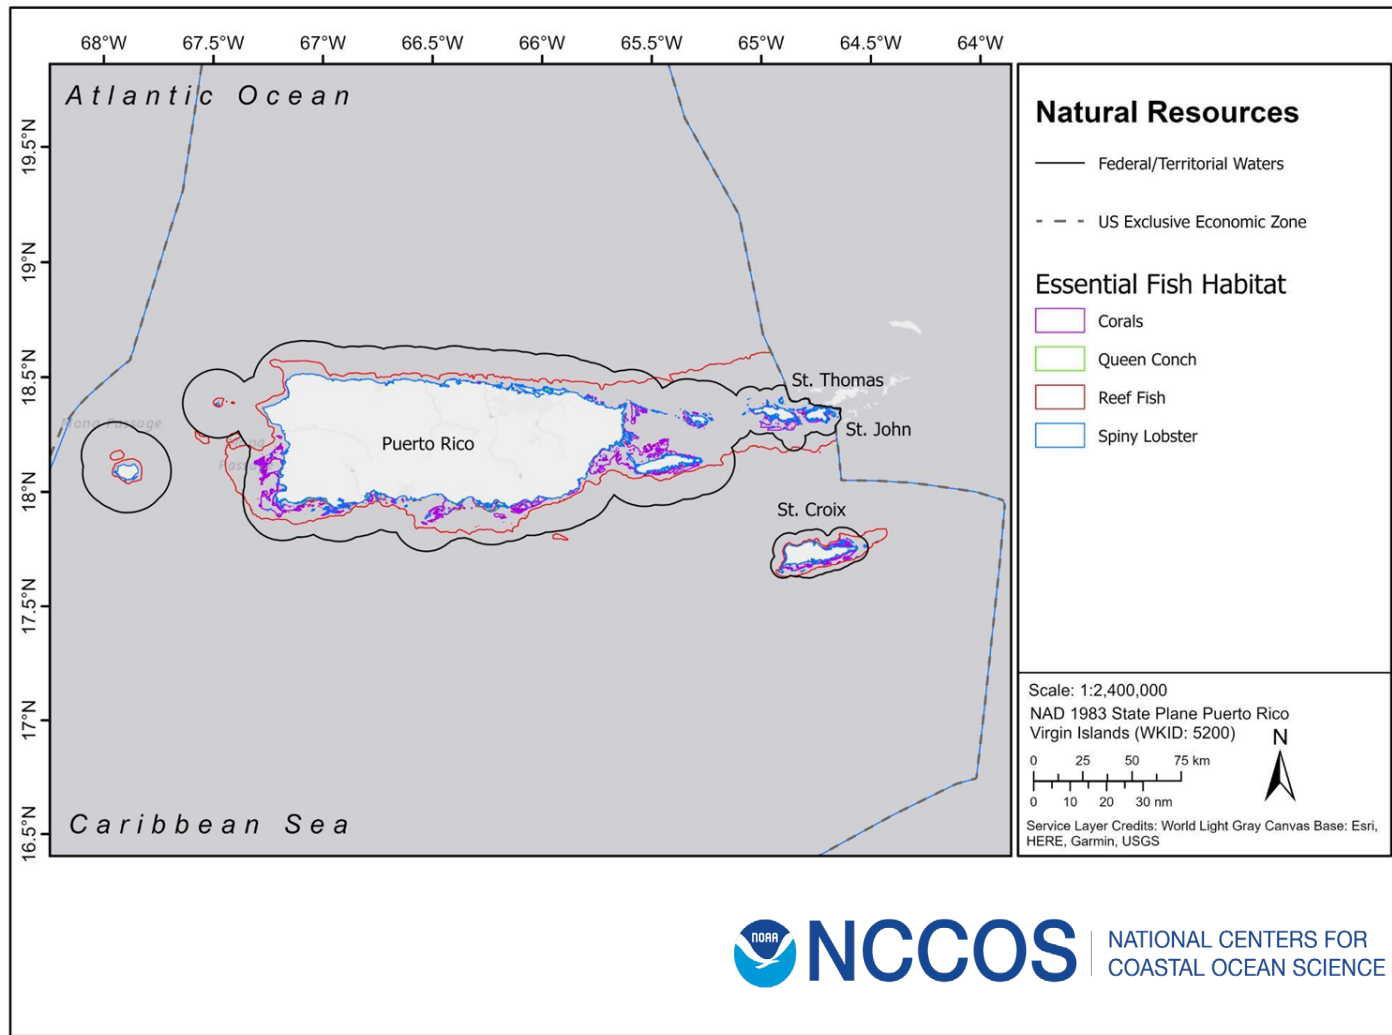 68°W 67.5°W 67°W 66.5°W 66°W 65.5°W 65°W 64.5°W 64°W
Atlantic Ocean
19.5°N
19°N
18.5°N
18°N
17.5°N
17°N
16.5°N
Mona Passage
Mona
Passage
Puerto Rico
St. Thomas
St. John
St. Croix
Caribbean Sea
Natural Resources
Federal/Territorial Waters
US Exclusive Economic Zone
Essential Fish Habitat
Corals
Queen Conch
Reef Fish
Spiny Lobster
Scale: 1:2,400,000
NAD 1983 State Plane Puerto Rico
Virgin Islands (WKID: 5200)
N
0 25 50 75 km
0 10 20 30 nm
Service Layer Credits: World Light Gray Canvas Base: Esri,
HERE, Garmin, USGS
NOAA
NCCOS
NATIONAL CENTERS FOR
COASTAL OCEAN SCIENCE